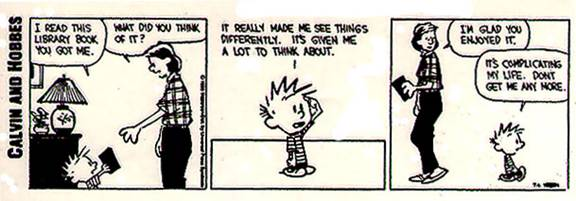 CALVIN AND HOBBES
I READ THIS
LIBRARY BOOK
YOU GOT ME.
WHAT DID YOU THINK
OF IT?
IT REALLY MADE ME SEE THINGS
DIFFERENTLY. IT'S GIVEN ME
A LOT TO THINK ABOUT.
I'M GLAD YOU
ENJOYED IT.
IT'S COMPLICATING
MY LIFE. DON'T
GET ME ANY MORE.